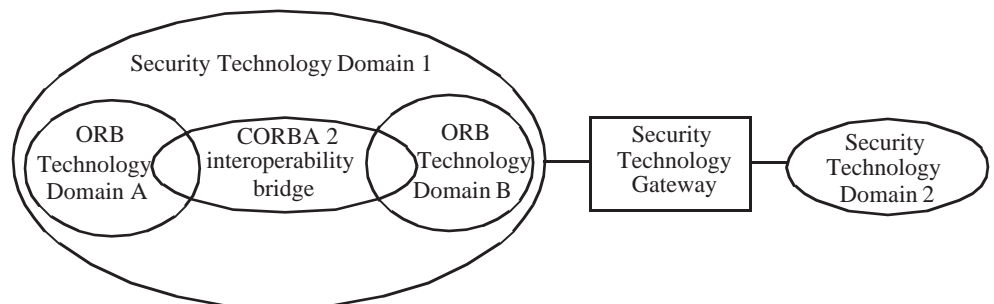 Security Technology Domain 1
ORB
Technology
Domain A
CORBA 2
interoperability
bridge
ORB
Technology
Domain B
Security
Technology
Gateway
Security
Technology
Domain 2